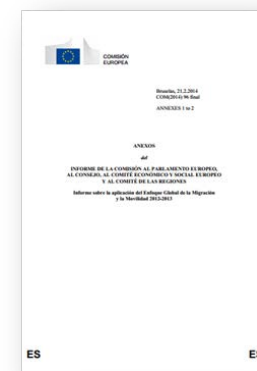 COMISIÓN
EUROPEA
Bruselas, 21.2.2014
COM(2014) 96 final
ANNEXES 1 to 2
ANEXOS
del
INFORME DE LA COMISIÓN AL PARLAMENTO EUROPEO,
AL CONSEJO, AL COMITÉ ECONÓMICO Y SOCIAL EUROPEO
Y AL COMITÉ DE LAS REGIONES
Informe sobre la aplicación del Enfoque Global de la Migración
y la Movilidad 2012-2013
ES
ES